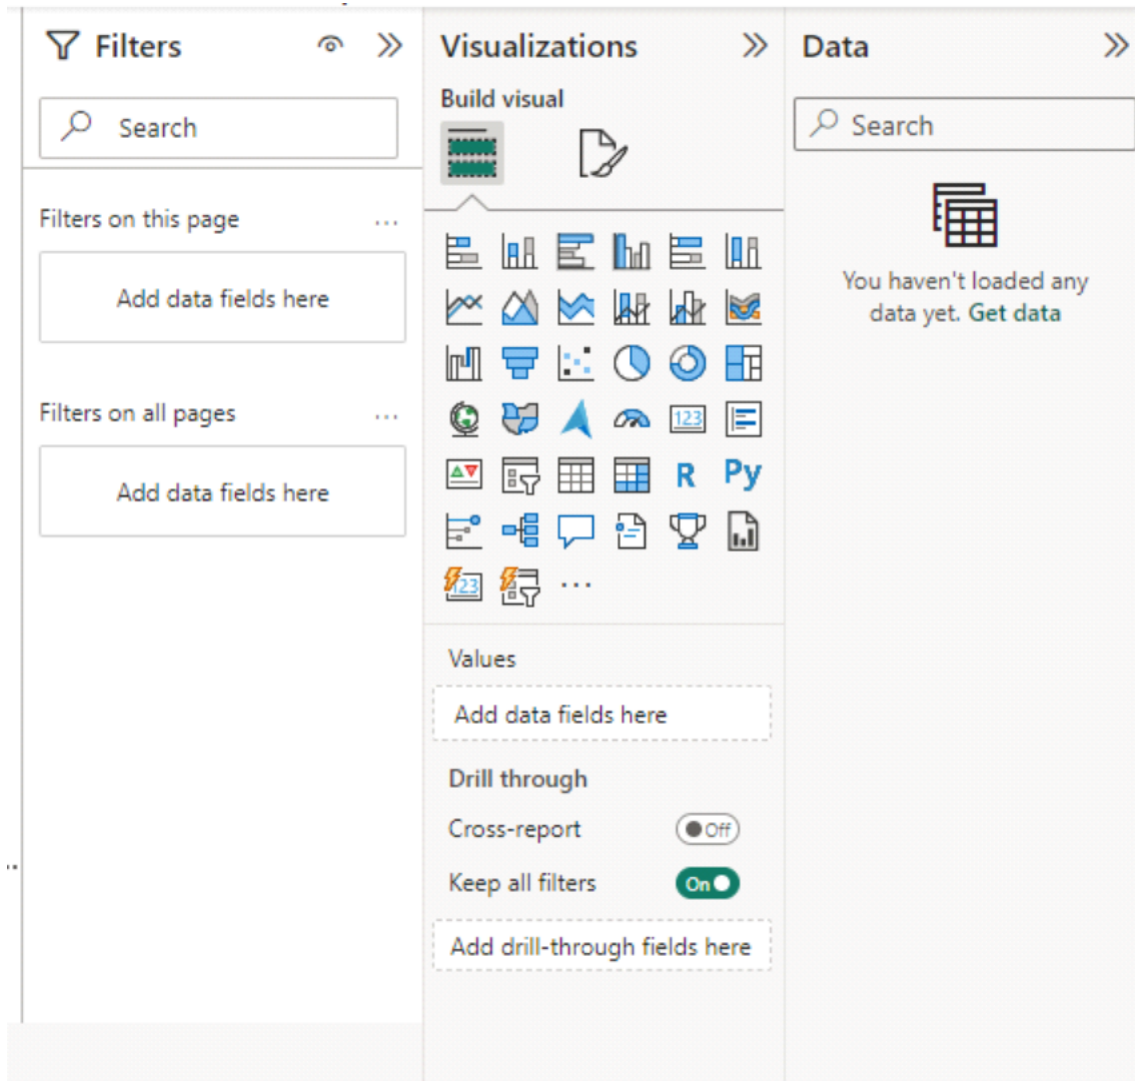 Filters
Search
Filters on this page
...
Add data fields here
Filters on all pages
...
Add data fields here
Visualizations
Build visual
123
R
Py
123
...
Values
Add data fields here
Drill through
Cross-report
Off
Keep all filters
On
Add drill-through fields here
Data
Search
You haven't loaded any
data yet. Get data